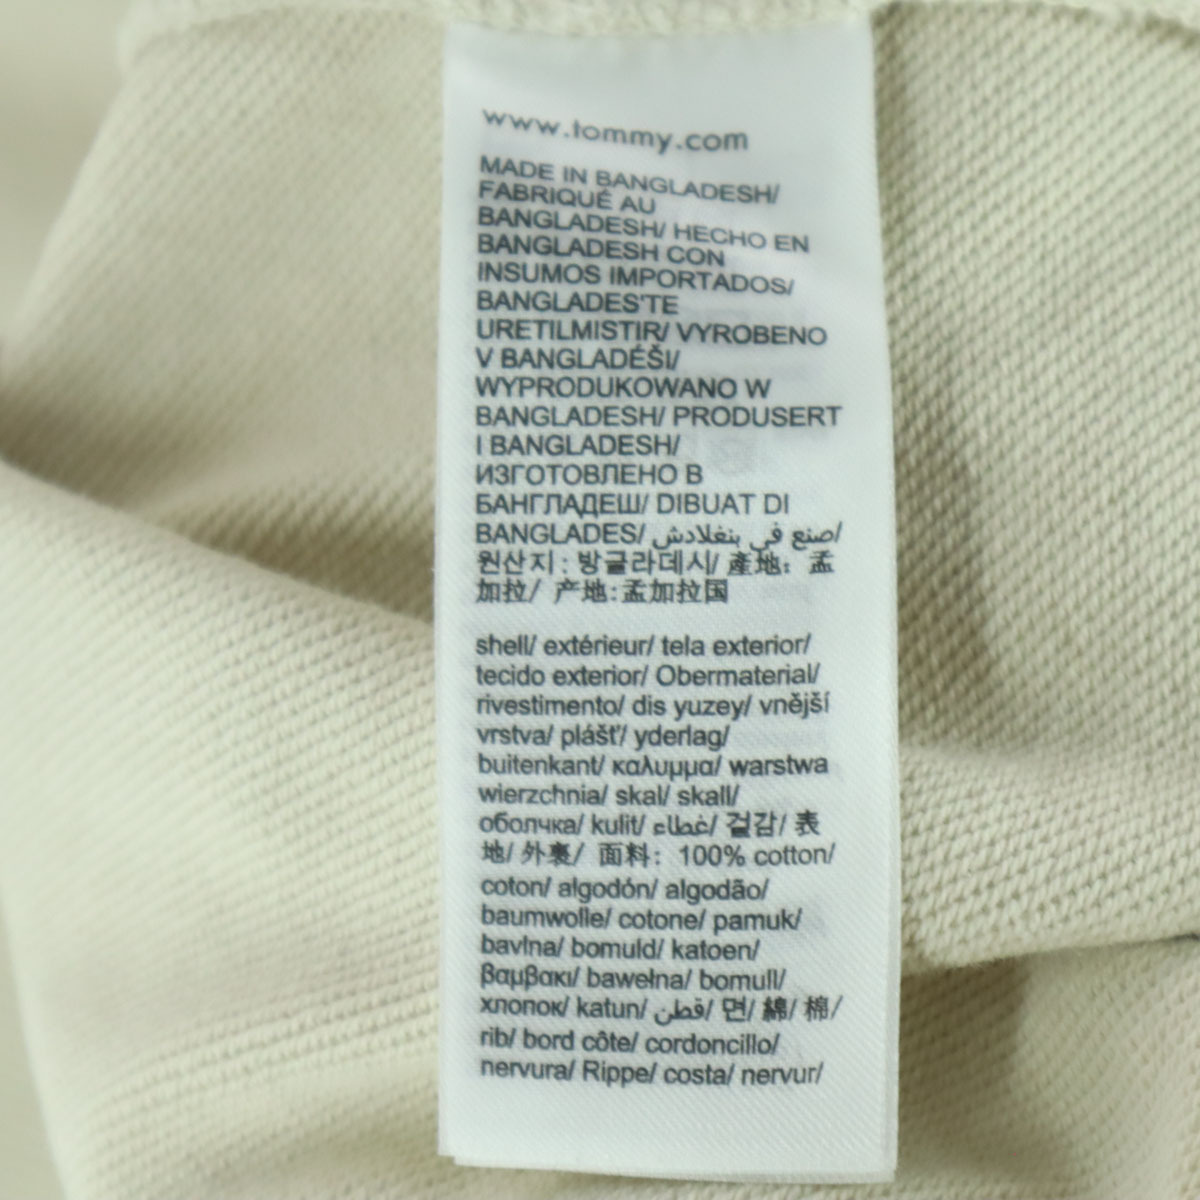 www.tommy.com
MADE IN BANGLADESH/
FABRIQUÉ AU
BANGLADESH/ HECHO EN
BANGLADESH CON
INSUMOS IMPORTADOS/
BANGLADES'TE
URETILMISTIR/ VYROBENO
V BANGLADÉŠI/
WYPRODUKOWANO W
BANGLADESH/ PRODUSERT
I BANGLADESH/
ИЗГОТОВЛЕНО В
БАНГЛАДЕШ/ DIBUAT DI
BANGLADES/ صنع في بنغلادش/
원산지: 방글라데시/ 產地: 孟
加拉/ 产地:孟加拉国
shell/ extérieur/ tela exterior/
tecido exterior/ Obermaterial/
rivestimento/ dis yuzey/ vnější
vrstva/ plášť/ yderlag/
buitenkant/ καλυμμα/ warstwa
wierzchnia/ skal/ skall/
оболчка/ kulit/ غطاء/ 겉감/ 表
地/ 外裹/ 面料: 100% cotton/
coton/ algodón/ algodão/
baumwolle/ cotone/ pamuk/
bavlna/ bomuld/ katoen/
βαμβακι/ bawełna/ bomull/
хлопок/ katun/ قطن/ 면/ 綿/ 棉/
rib/ bord côte/ cordoncillo/
nervura/ Rippe/ costa/ nervur/